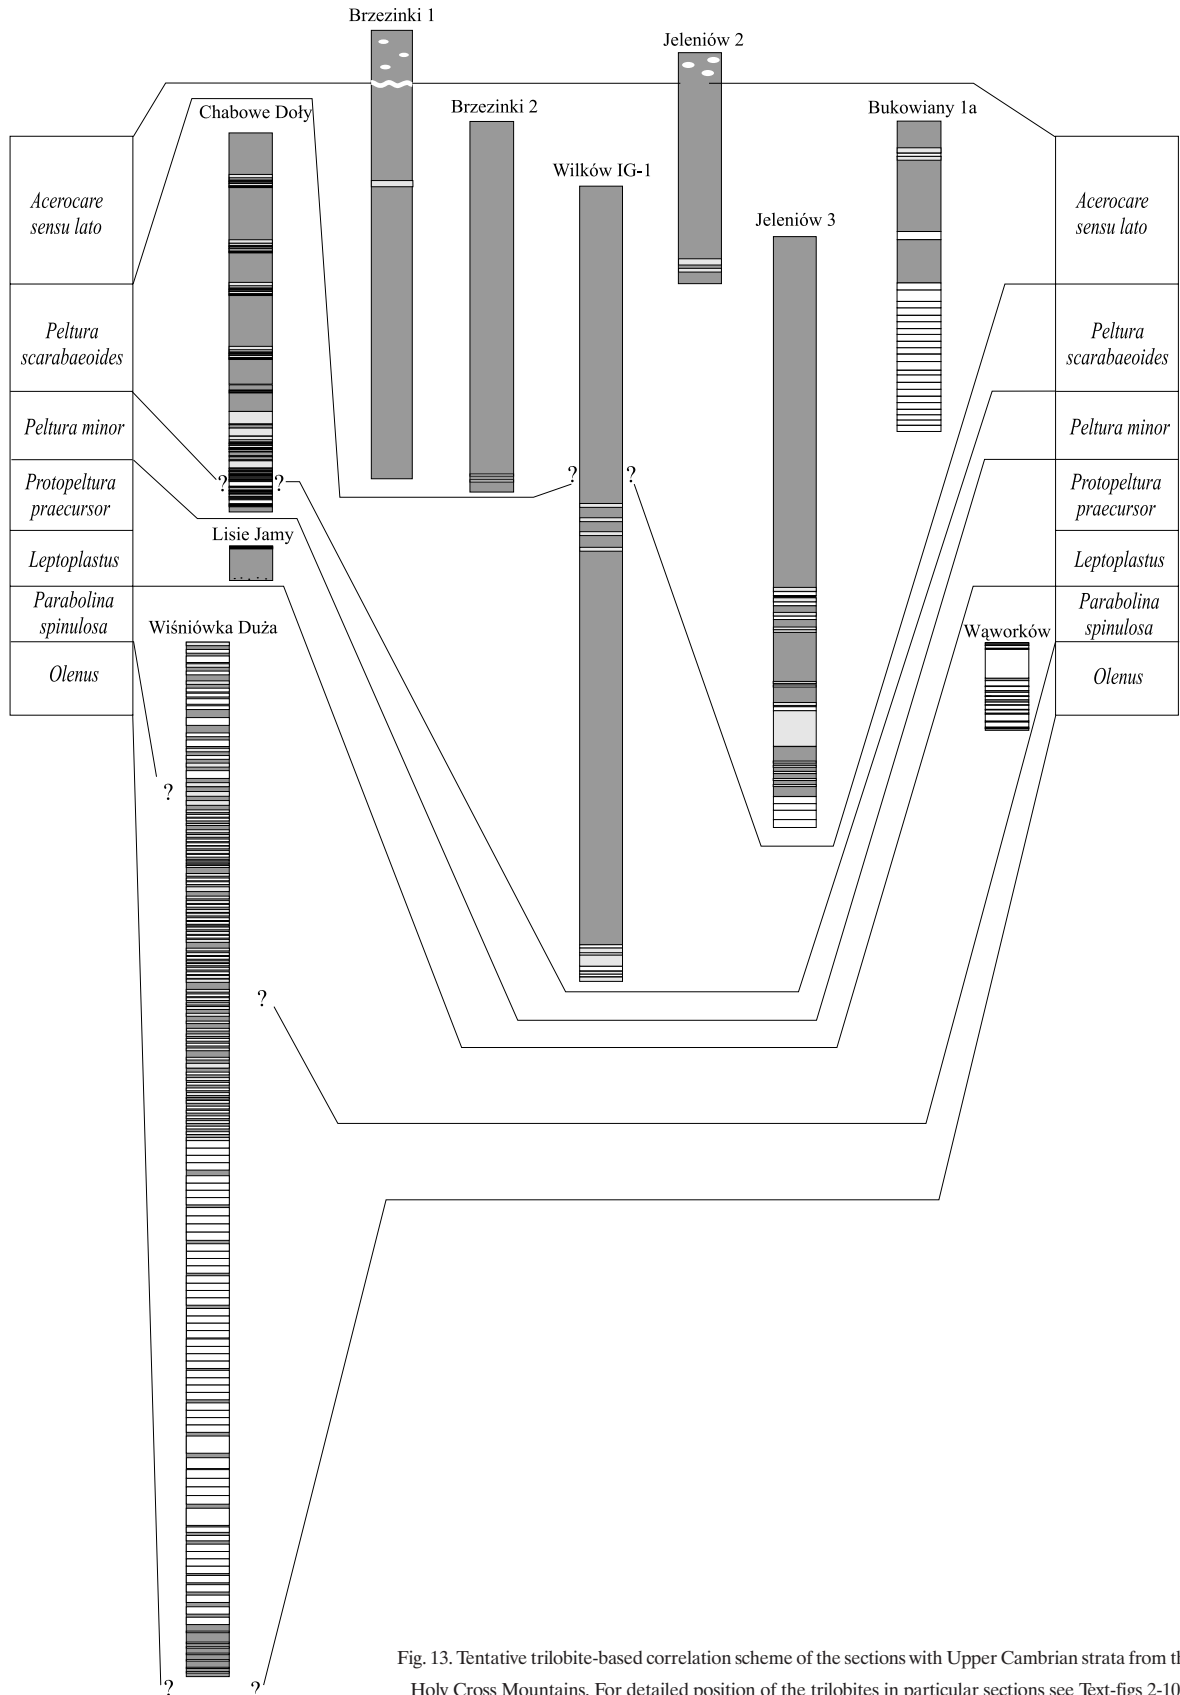 Brzezinki 1
Jeleniów 2
Chabowe Doły
Brzezinki 2
Bukowiany 1a
Wilków IG-1
Jeleniów 3
Acerocare
sensu lato
Peltura
scarabaeoides
Peltura minor
Protopeltura
praecursor
Leptoplastus
Parabolina
spinulosa
Olenus
Acerocare
sensu lato
Peltura
scarabaeoides
Peltura minor
Protopeltura
praecursor
Leptoplastus
Parabolina
spinulosa
Olenus
? ?
? ?
Lisie Jamy
Wiśniówka Duża
Wąworków
?
?
? ?
Fig. 13. Tentative trilobite-based correlation scheme of the sections with Upper Cambrian strata from th
Holy Cross Mountains. For detailed position of the trilobites in particular sections see Text-figs 2-10